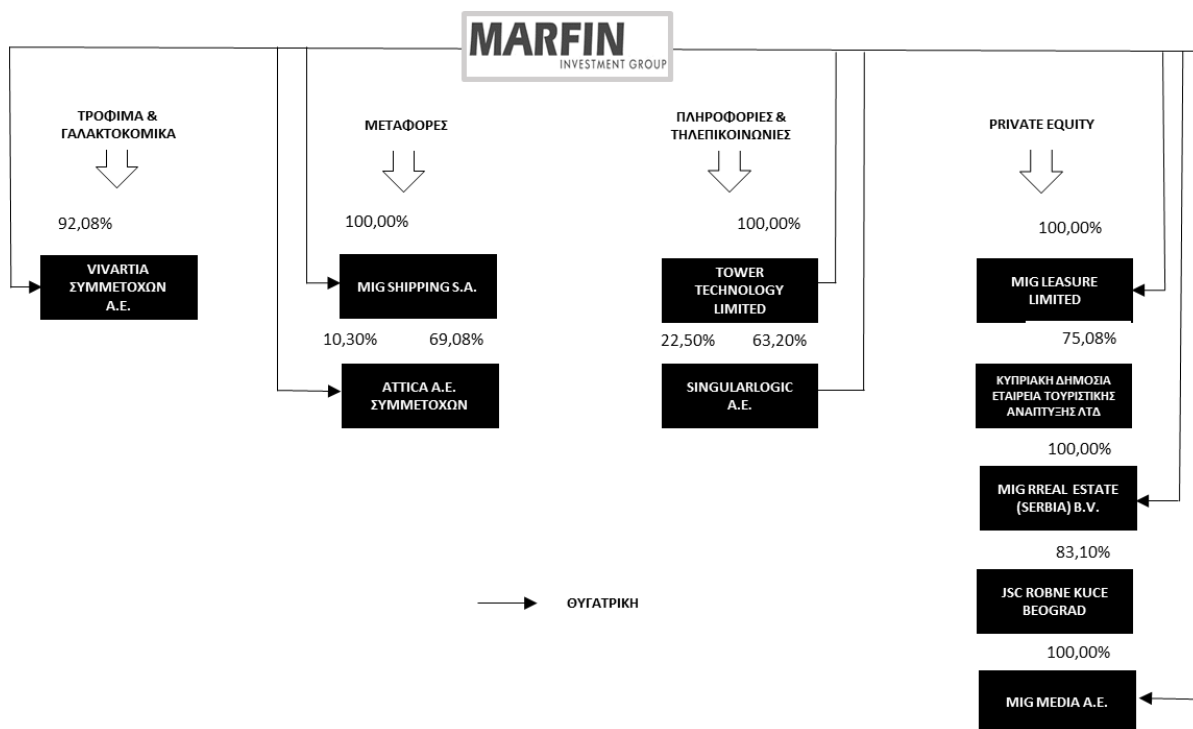 MARFIN
INVESTMENT GROUP
ΤΡΟΦΙΜΑ &
ΓΑΛΑΚΤΟΚΟΜΙΚΑ
92,08%
VIVARTIA
ΣΥΜΜΕΤΟΧΩΝ
Α.Ε.
ΜΕΤΑΦΟΡΕΣ
100,00%
MIG SHIPPING S.A.
10,30% 69,08%
ATTICA A.E.
ΣΥΜΜΕΤΟΧΩΝ
ΠΛΗΡΟΦΟΡΙΕΣ &
ΤΗΛΕΠΙΚΟΙΝΩΝΙΕΣ
100,00%
TOWER
TECHNOLOGY
LIMITED
22,50% 63,20%
SINGULARLOGIC
A.E.
PRIVATE EQUITY
100,00%
MIG LEASURE
LIMITED
75,08%
ΚΥΠΡΙΑΚΗ ΔΗΜΟΣΙΑ
ΕΤΑΙΡΕΙΑ ΤΟΥΡΙΣΤΙΚΗΣ
ΑΝΑΠΤΥΞΗΣ ΛΤΔ
100,00%
MIG RREAL ESTATE
(SERBIA) B.V.
83,10%
JSC ROBNE KUCE
BEOGRAD
100,00%
MIG MEDIA A.E.
ΘΥΓΑΤΡΙΚΗ